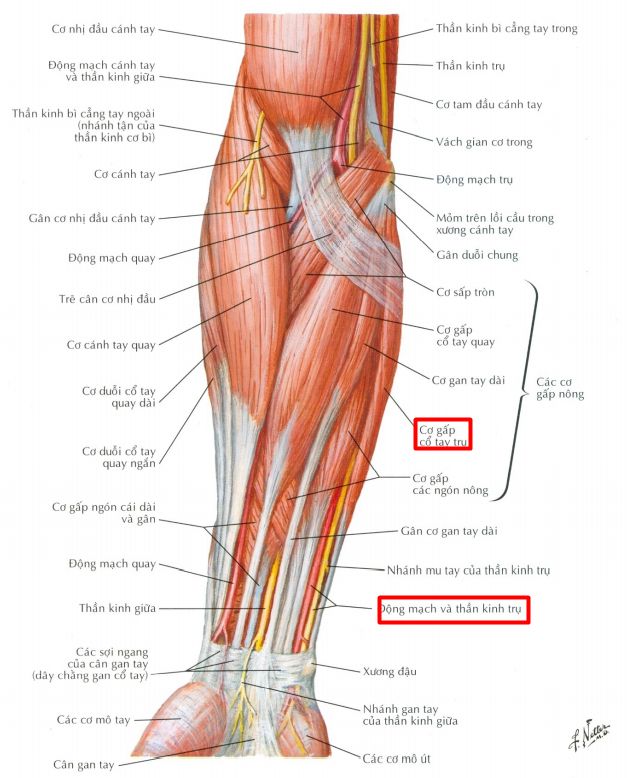 Cơ nhị đầu cánh tay
Động mạch cánh tay
và thần kinh giữa
Thần kinh bì cẳng tay ngoài
(nhánh tận của
thần kinh cơ bì)
Cơ cánh tay
Gân cơ nhị đầu cánh tay
Động mạch quay
Trẽ cân cơ nhị đầu
Cơ cánh tay quay
Cơ duỗi cổ tay
quay dài
Cơ duỗi cổ tay
quay ngắn
Cơ gấp ngón cái dài
và gân
Động mạch quay
Thần kinh giữa
Các sợi ngang
của cân gan tay
(dây chằng gan cổ tay)
Các cơ mô tay
Cân gan tay
Thần kinh bì cẳng tay trong
Thần kinh trụ
Cơ tam đầu cánh tay
Vách gian cơ trong
Động mạch trụ
Mỏm trên lồi cầu trong
xương cánh tay
Gân duỗi chung
Cơ sấp tròn
Cơ gấp
cổ tay quay
Cơ gan tay dài
Các cơ
gấp nông
Cơ gấp
cổ tay trụ
Cơ gấp
các ngón nông
Gân cơ gan tay dài
Nhánh mu tay của thần kinh trụ
Động mạch và thần kinh trụ
Xương đậu
Nhánh gan tay
của thần kinh giữa
Các cơ mô út